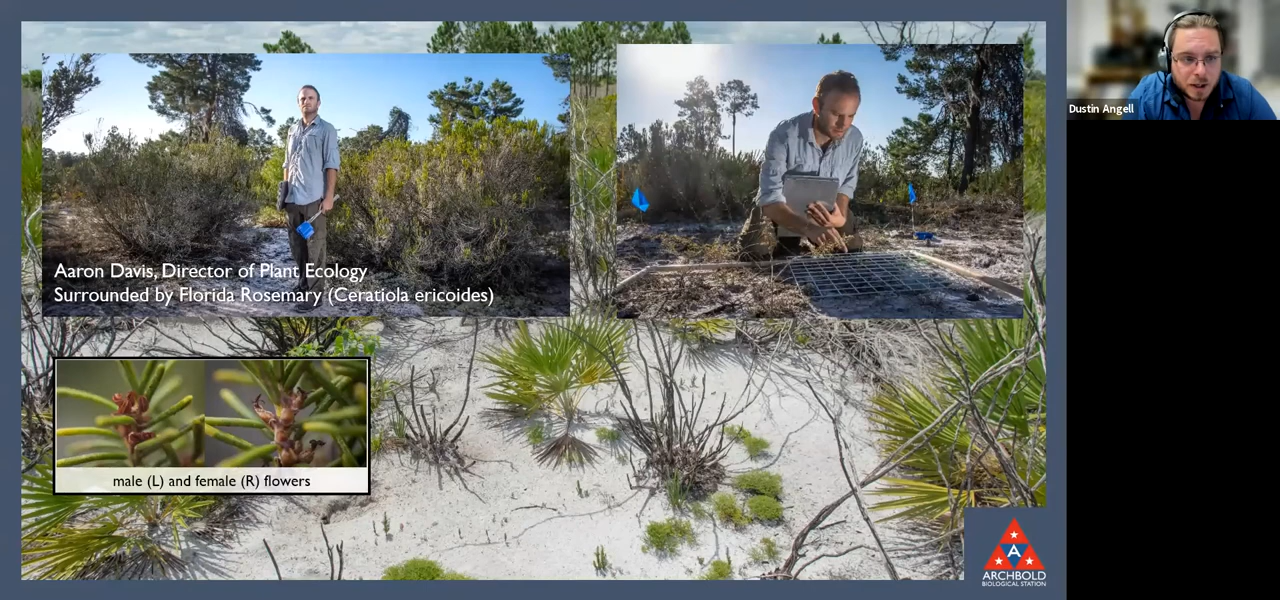 Aaron Davis, Director of Plant Ecology
Surrounded by Florida Rosemary (Ceratiola ericoides)
male (L) and female (R) flowers
A
ARCHBOLD
BIOLOGICAL STATION
Dustin Angell